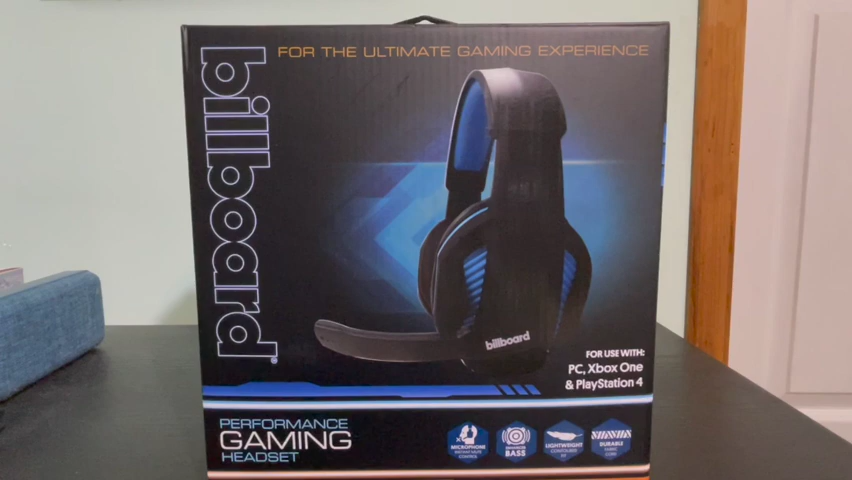 FOR THE ULTIMATE GAMING EXPERIENCE
billboard®
billboard
FOR USE WITH:
PC, Xbox One
& PlayStation 4
PERFORMANCE
GAMING
HEADSET
MICROPHONE
BASS
LIGHTWEIGHT
DURABLE